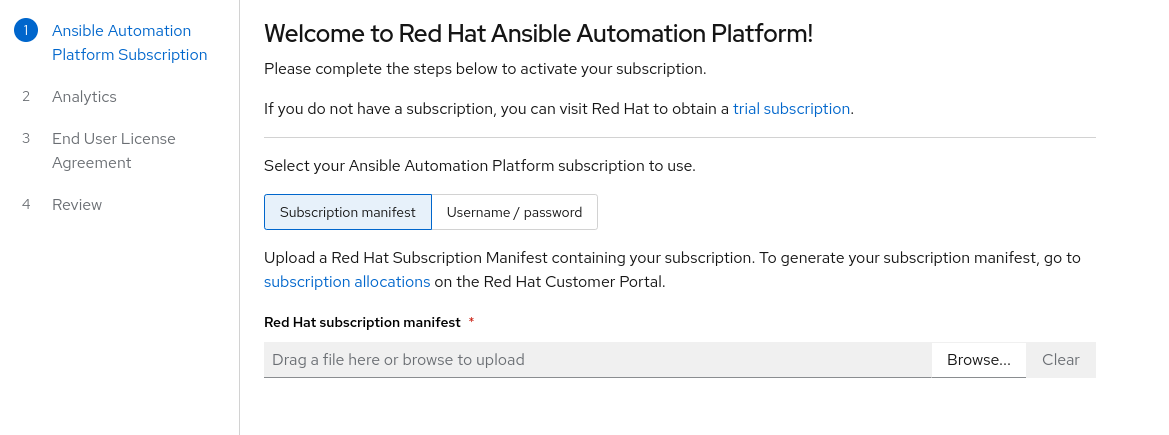 1
Ansible Automation
Platform Subscription
2
Analytics
3
End User License
Agreement
4
Review
Welcome to Red Hat Ansible Automation Platform!
Please complete the steps below to activate your subscription.
If you do not have a subscription, you can visit Red Hat to obtain a trial subscription.
Select your Ansible Automation Platform subscription to use.
Subscription manifest
Username / password
Upload a Red Hat Subscription Manifest containing your subscription. To generate your subscription manifest, go to
subscription allocations on the Red Hat Customer Portal.
Red Hat subscription manifest *
Drag a file here or browse to upload
Browse...
Clear